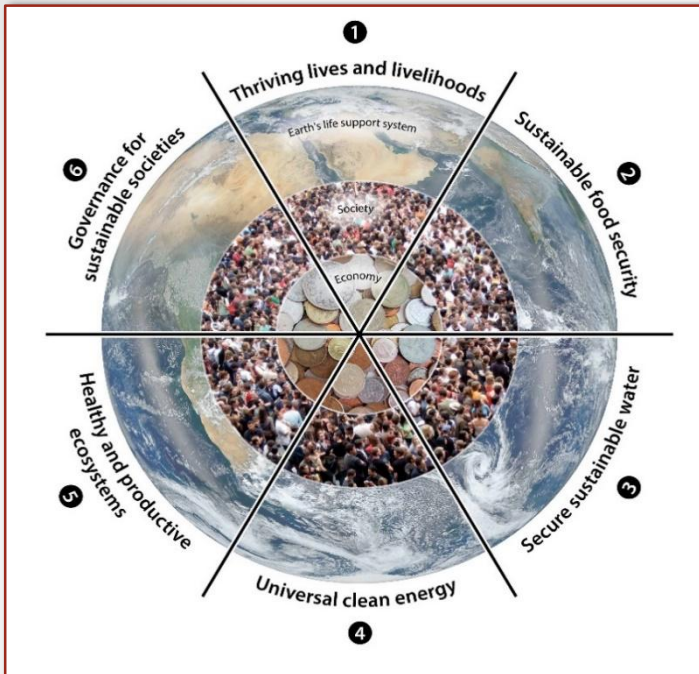 1
Thriving lives and livelihoods
Earth's life support system
Society
Economy
2
Sustainable food security
3
Secure sustainable water
4
Universal clean energy
5
Healthy and productive
ecosystems
6
Governance for
sustainable societies